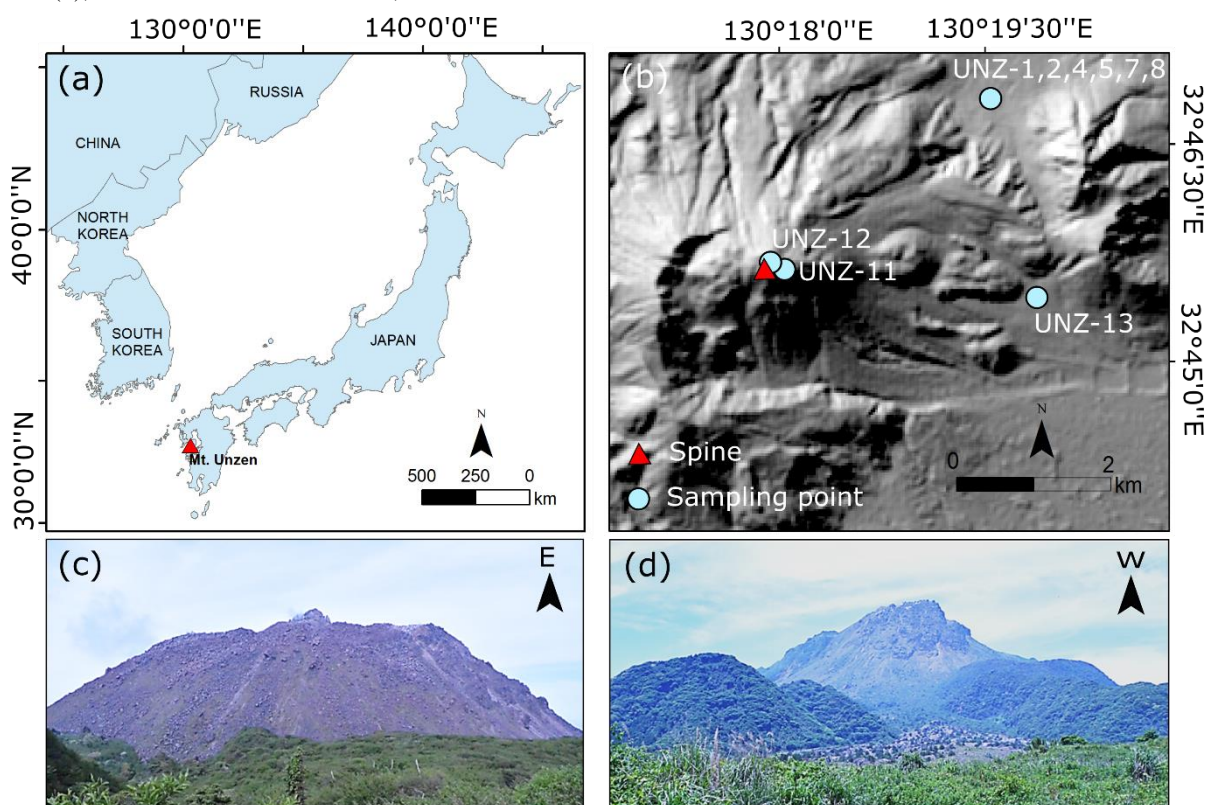 130°0'0''E
140°0'0''E
130°18'0''E
130°19'30''E
(a)
RUSSIA
CHINA
NORTH
KOREA
SOUTH
KOREA
JAPAN
Mt. Unzen
N
500
250
0
km
40°0'0''N
30°0'0''N
(b)
UNZ-1,2,4,5,7,8
UNZ-12
UNZ-11
UNZ-13
Spine
Sampling point
N
0
2
km
32°46'30''E
32°45'0''E
(c)
E
(d)
W